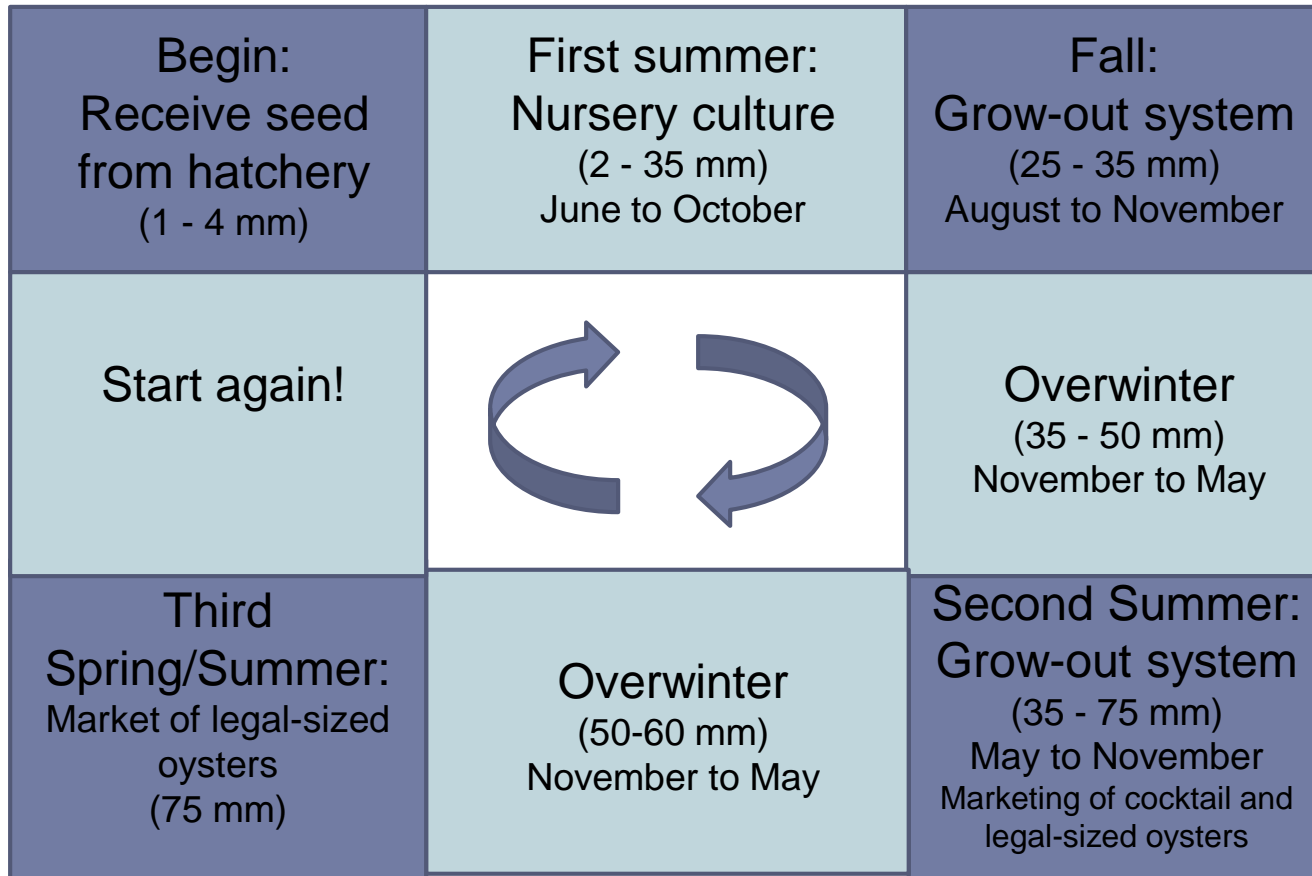 Begin:
Receive seed
from hatchery
(1 - 4 mm)
First summer:
Nursery culture
(2 - 35 mm)
June to October
Fall:
Grow-out system
(25 - 35 mm)
August to November
Start again!
Overwinter
(35 - 50 mm)
November to May
Third
Spring/Summer:
Market of legal-sized
oysters
(75 mm)
Overwinter
(50-60 mm)
November to May
Second Summer:
Grow-out system
(35 - 75 mm)
May to November
Marketing of cocktail and
legal-sized oysters